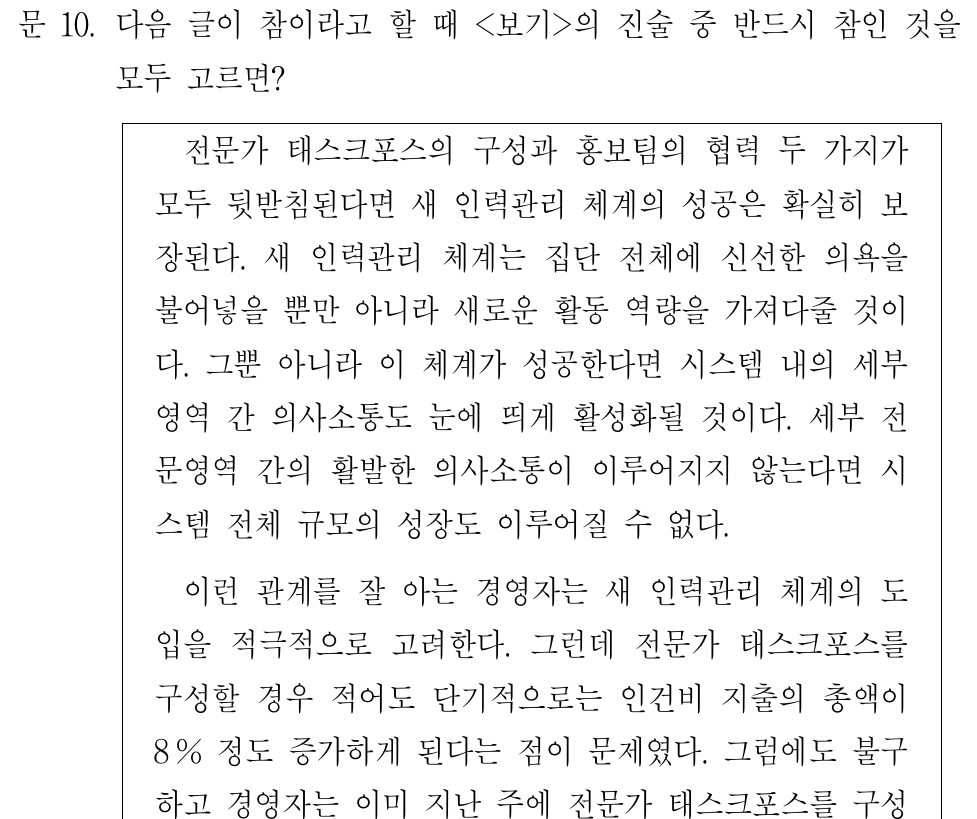 문 10. 다음 글이 참이라고 할 때 <보기>의 진술 중 반드시 참인 것을
모두 고르면?
전문가 태스크포스의 구성과 홍보팀의 협력 두 가지가
모두 뒷받침된다면 새 인력관리 체계의 성공은 확실히 보
장된다. 새 인력관리 체계는 집단 전체에 신선한 의욕을
불어넣을 뿐만 아니라 새로운 활동 역량을 가져다줄 것이
다. 그뿐 아니라 이 체계가 성공한다면 시스템 내의 세부
영역 간 의사소통도 눈에 띄게 활성화될 것이다. 세부 전
문영역 간의 활발한 의사소통이 이루어지지 않는다면 시
스템 전체 규모의 성장도 이루어질 수 없다.
이런 관계를 잘 아는 경영자는 새 인력관리 체계의 도
입을 적극적으로 고려한다. 그런데 전문가 태스크포스를
구성할 경우 적어도 단기적으로는 인건비 지출의 총액이
8% 정도 증가하게 된다는 점이 문제였다. 그럼에도 불구
하고 경영자는 이미 지난 주에 전문가 태스크포스를 구성